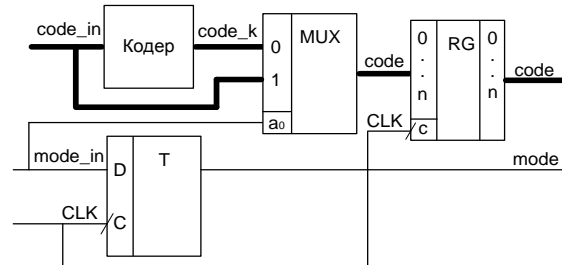 code_in
Кодер
code_k
0
1
a0
MUX
code
0
.
.
n
RG
0
.
.
n
code
CLK
c
mode_in
D
T
mode
CLK
C